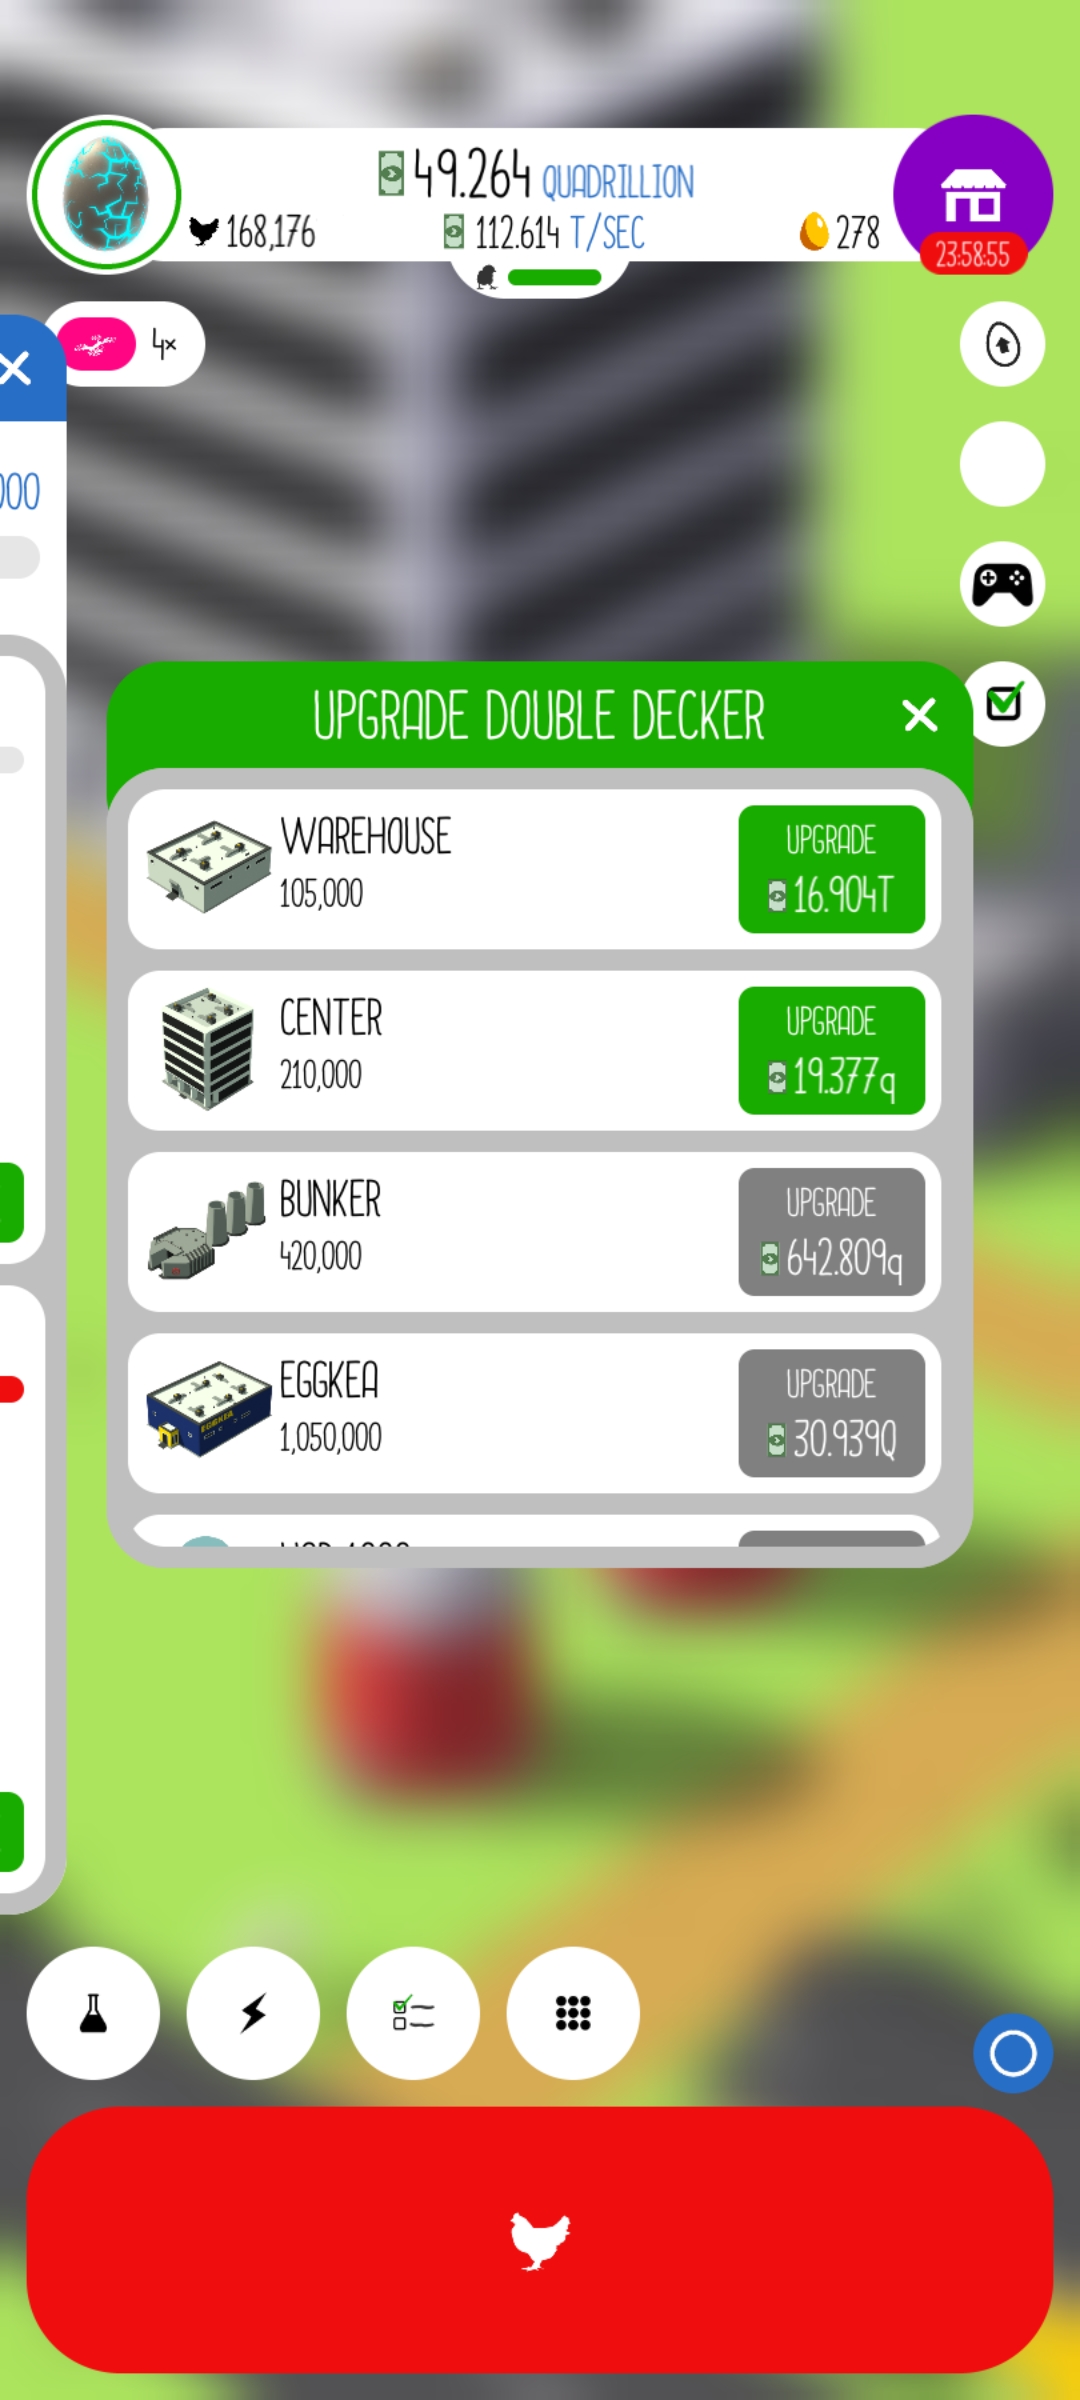 49.264 QUADRILLION
168,176
112.614 T/SEC
278
23:58:55
4x
000
UPGRADE DOUBLE DECKER
WAREHOUSE
105,000
UPGRADE
16.904T
CENTER
210,000
UPGRADE
19.377q
BUNKER
420,000
UPGRADE
642.809q
EGGKEA
1,050,000
UPGRADE
30.939Q